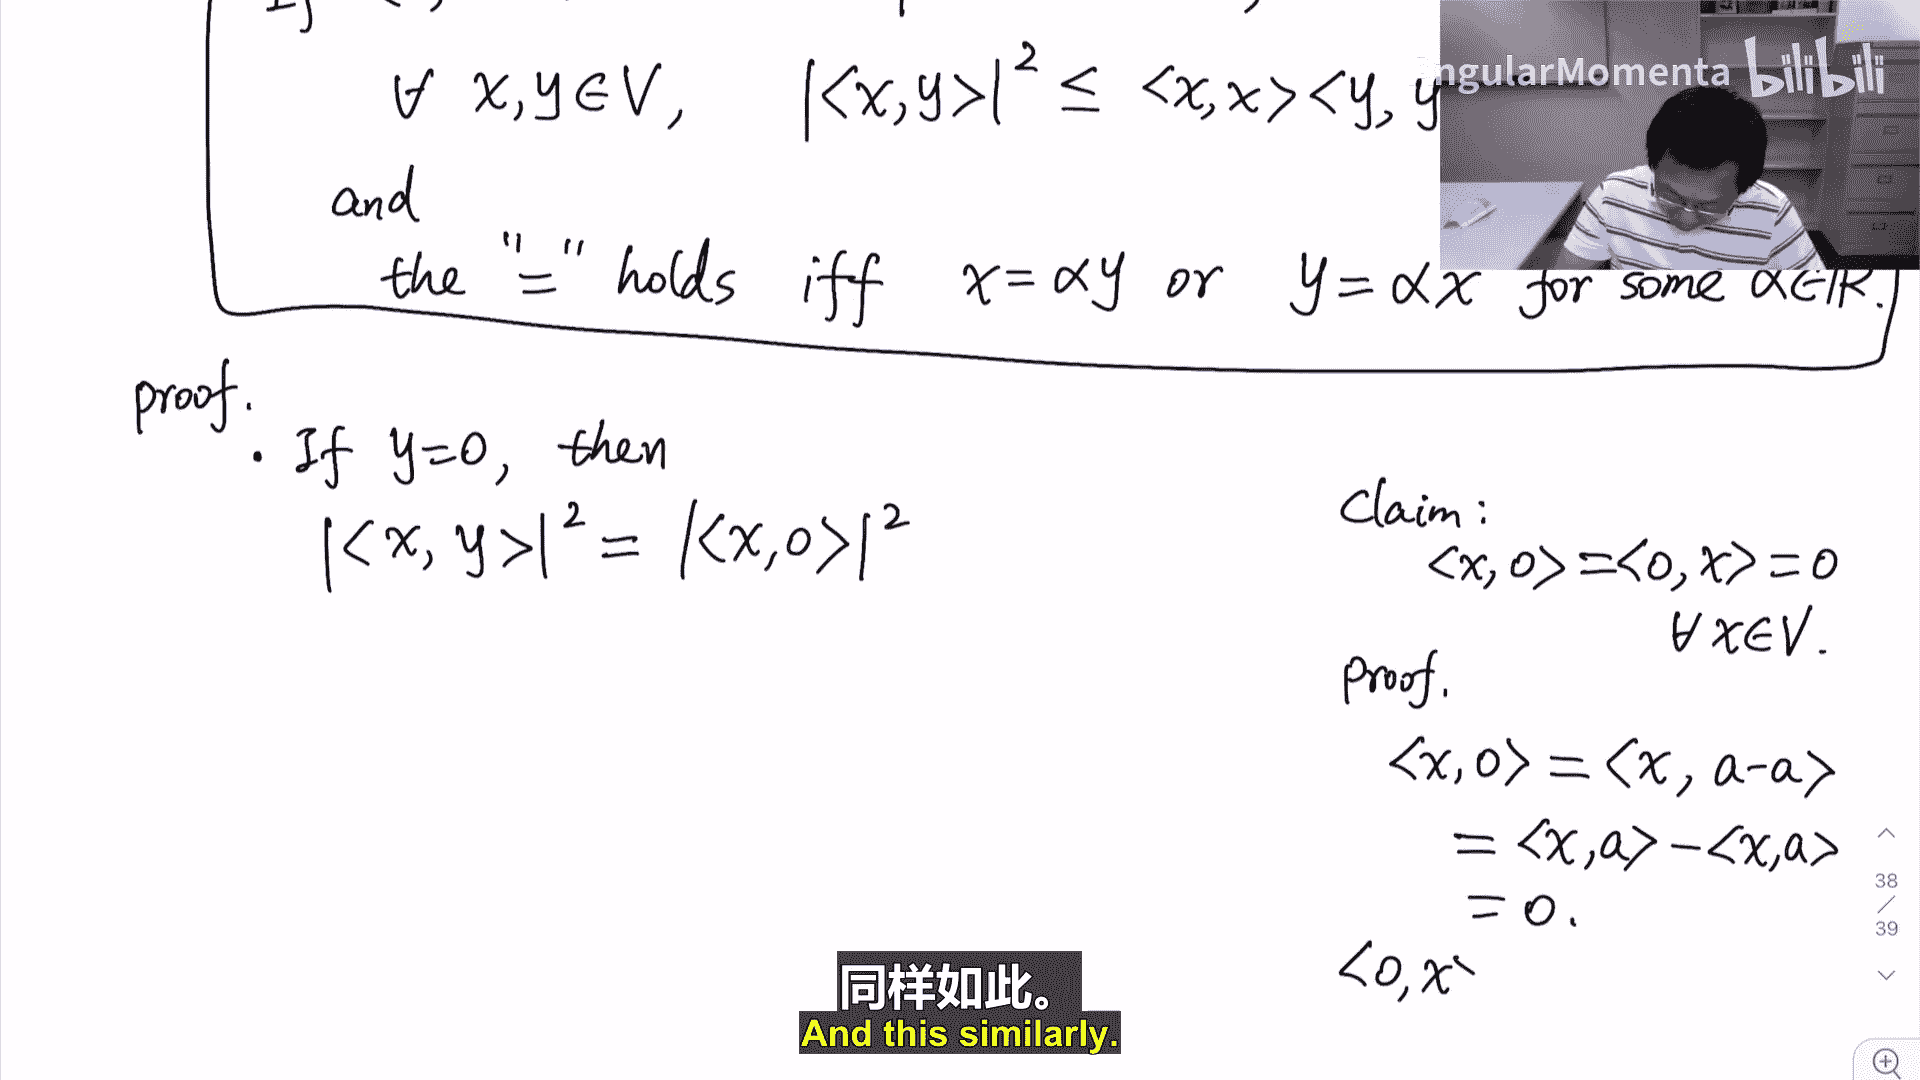 ∀ x,y∈V, |<x,y>|² ≤ <x,x><y,y
and
the "=" holds iff x=αy or y=αx for some α∈ℝ.
proof.
· If y=0, then
|<x,y>|² = |<x,0>|²
Claim:
<x,0>=<0,x>=0
∀ x∈V.
Proof.
<x,0> = <x, a-a>
= <x,a>-<x,a>
= 0.
<0,x
ngularMomenta bilibili
38
/
39
同样如此。
And this similarly.